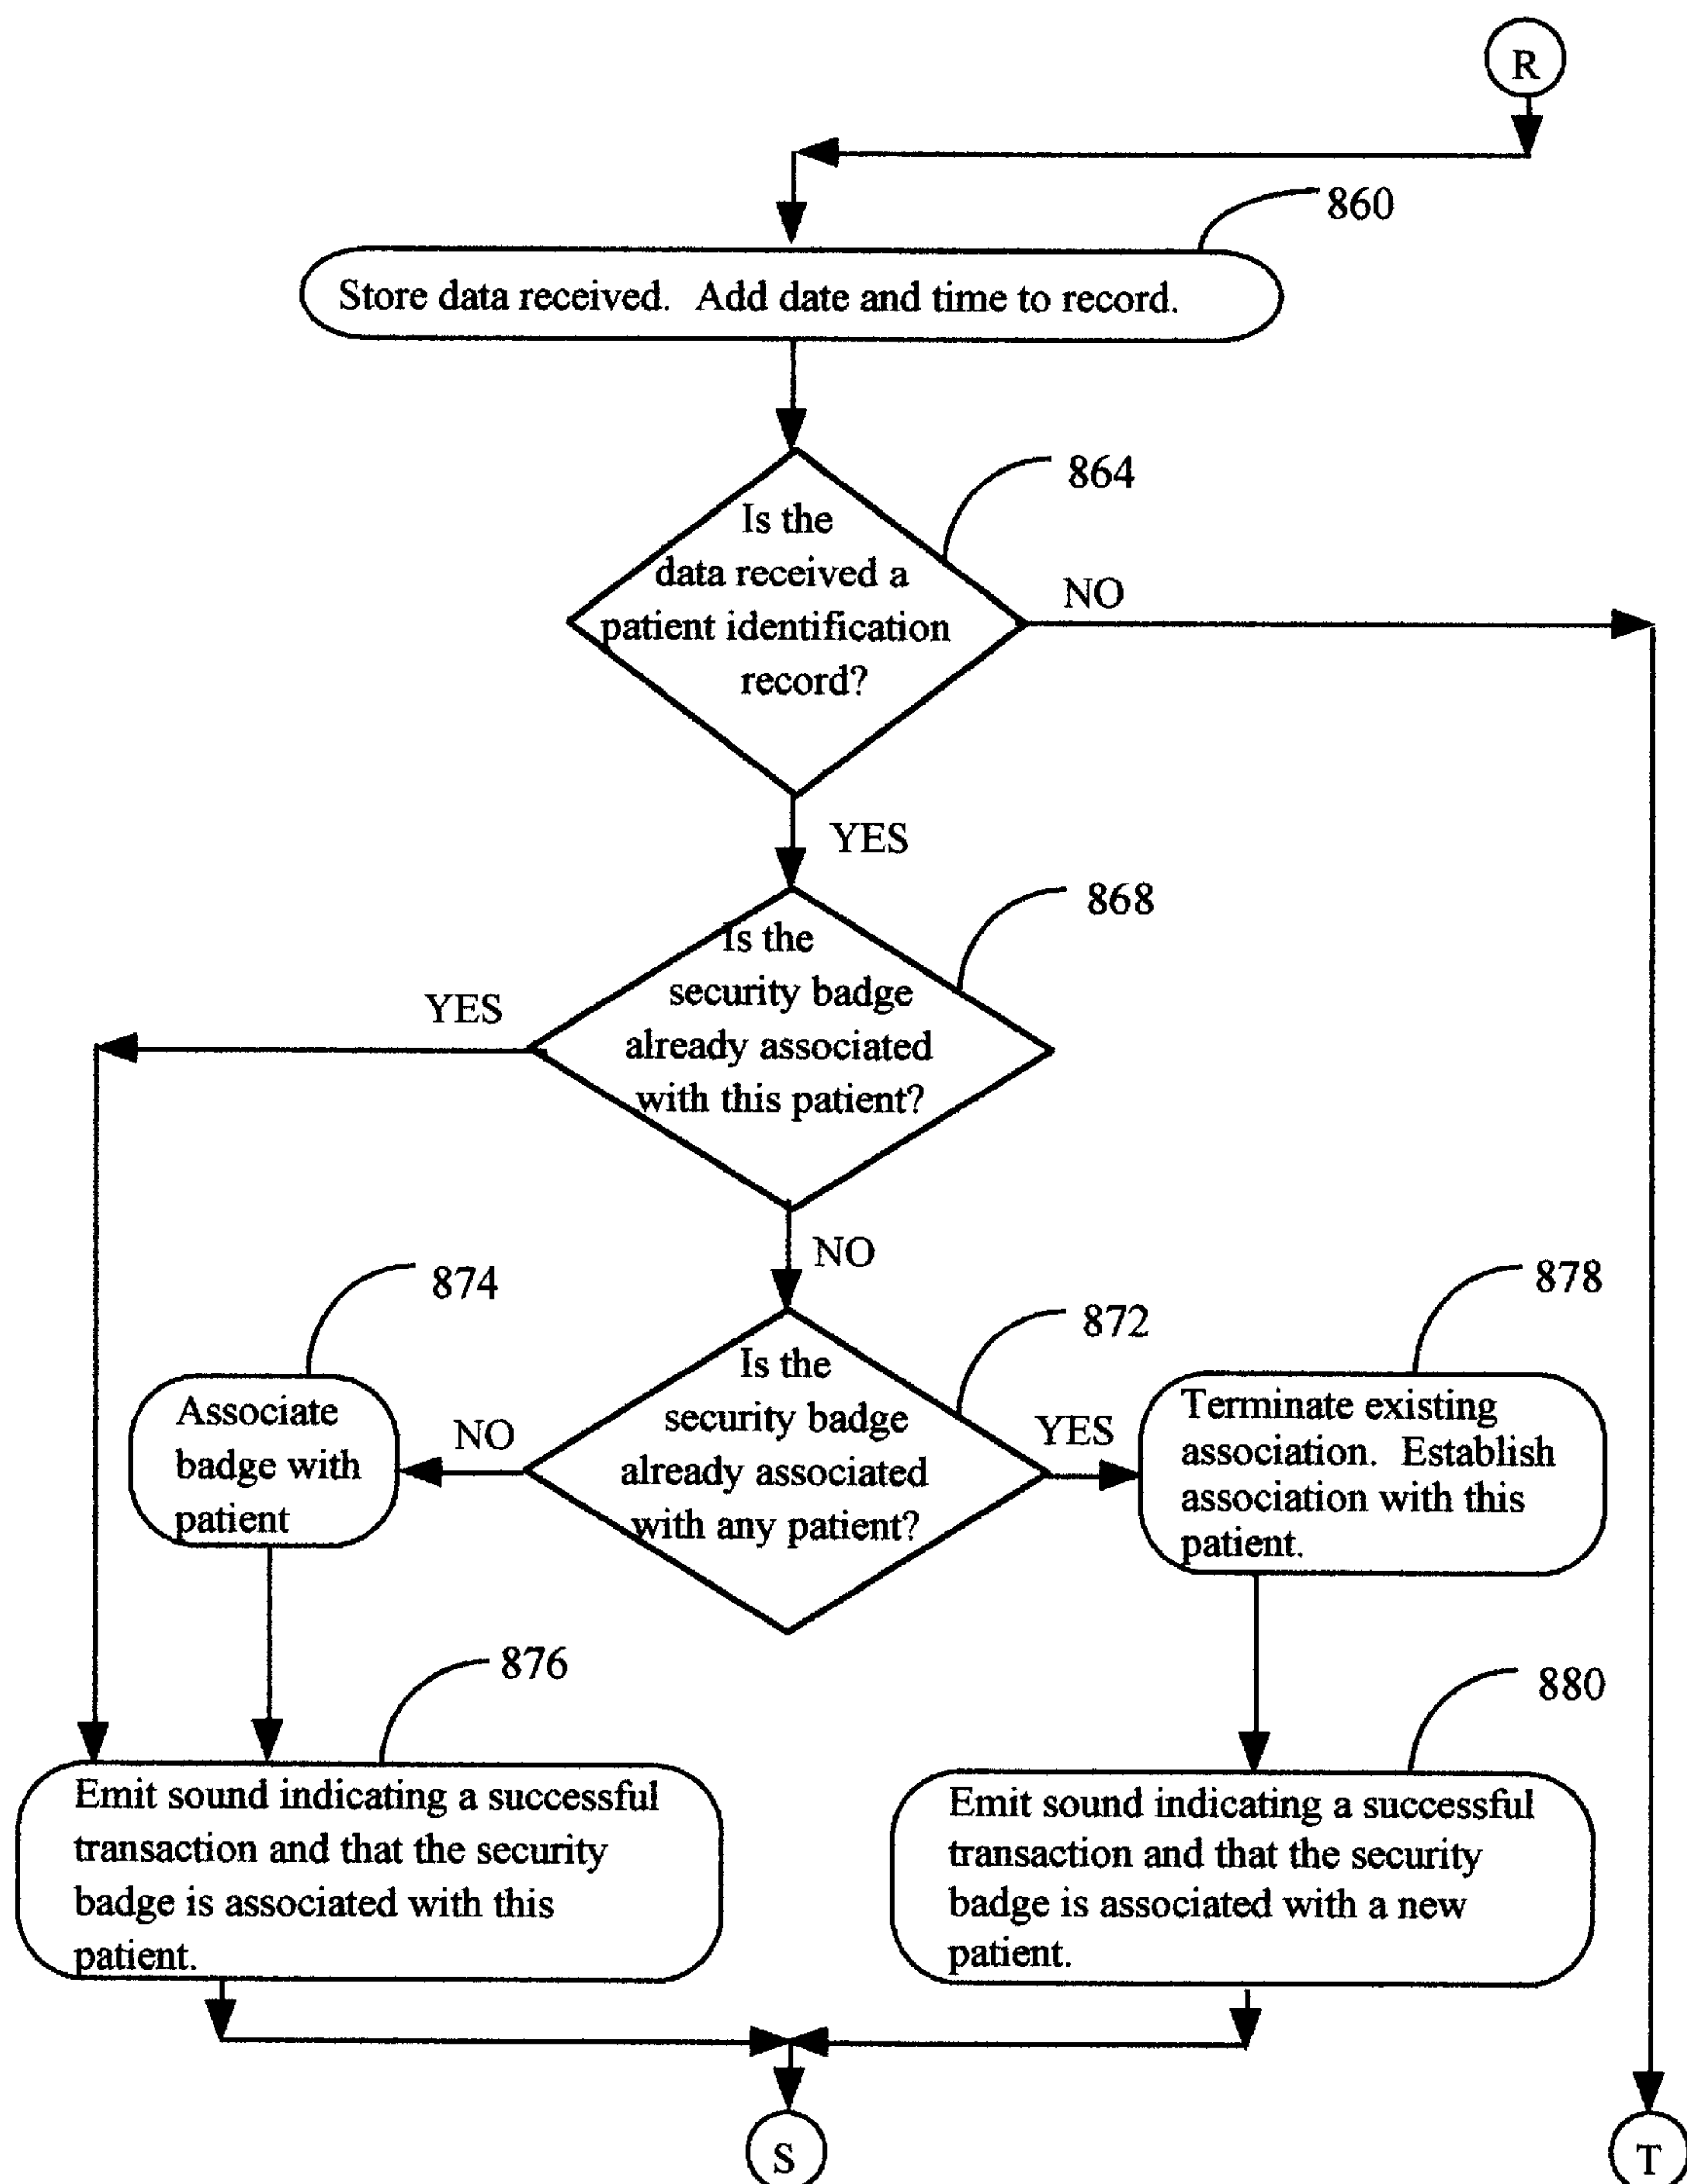 R
860
Store data received.  Add date and time to record.
864
Is the
data received a
patient identification
record?
NO
YES
868
Is the
security badge
already associated
with this patient?
YES
NO
874
872
878
Associate
badge with
patient
NO
Is the
security badge
already associated
with any patient?
YES
Terminate existing
association.  Establish
association with this
patient.
876
880
Emit sound indicating a successful
transaction and that the security
badge is associated with this
patient.
Emit sound indicating a successful
transaction and that the security
badge is associated with a new
patient.
S
T